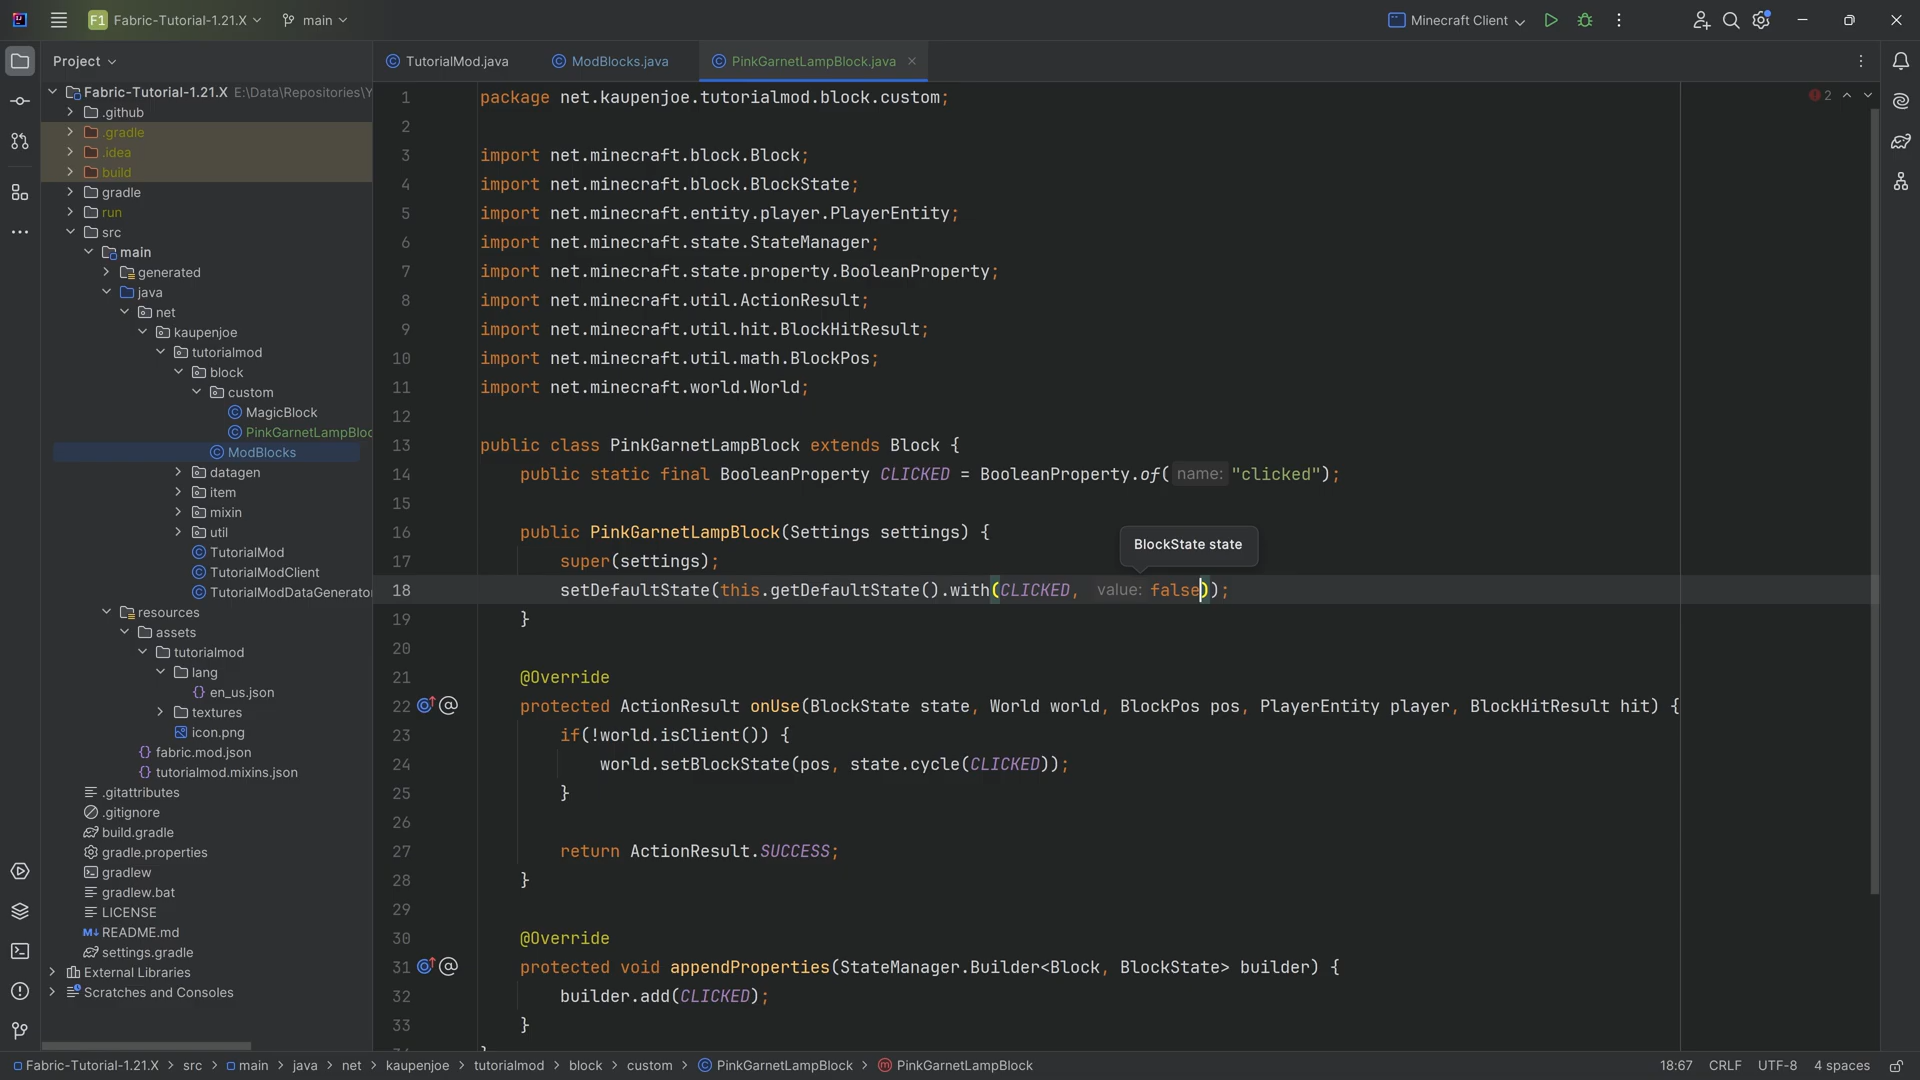 F1 Fabric-Tutorial-1.21.X main Minecraft Client
Project
TutorialMod.java ModBlocks.java PinkGarnetLampBlock.java
Fabric-Tutorial-1.21.X E:\Data\Repositories\Y
.github
.gradle
.idea
build
gradle
run
src
main
generated
java
net
kaupenjoe
tutorialmod
block
custom
MagicBlock
PinkGarnetLampBloc
ModBlocks
datagen
item
mixin
util
TutorialMod
TutorialModClient
TutorialModDataGenerato
resources
assets
tutorialmod
lang
en_us.json
textures
icon.png
fabric.mod.json
tutorialmod.mixins.json
.gitattributes
.gitignore
build.gradle
gradle.properties
gradlew
gradlew.bat
LICENSE
README.md
settings.gradle
External Libraries
Scratches and Consoles
2
1 package net.kaupenjoe.tutorialmod.block.custom;
2
3 import net.minecraft.block.Block;
4 import net.minecraft.block.BlockState;
5 import net.minecraft.entity.player.PlayerEntity;
6 import net.minecraft.state.StateManager;
7 import net.minecraft.state.property.BooleanProperty;
8 import net.minecraft.util.ActionResult;
9 import net.minecraft.util.hit.BlockHitResult;
10 import net.minecraft.util.math.BlockPos;
11 import net.minecraft.world.World;
12
13 public class PinkGarnetLampBlock extends Block {
14 public static final BooleanProperty CLICKED = BooleanProperty.of( name: "clicked");
15
16 public PinkGarnetLampBlock(Settings settings) {
BlockState state
17 super(settings);
18 setDefaultState(this.getDefaultState().with(CLICKED, value: false));
19 }
20
21 @Override
22 protected ActionResult onUse(BlockState state, World world, BlockPos pos, PlayerEntity player, BlockHitResult hit) {
23 if(!world.isClient()) {
24 world.setBlockState(pos, state.cycle(CLICKED));
25 }
26
27 return ActionResult.SUCCESS;
28 }
29
30 @Override
31 protected void appendProperties(StateManager.Builder<Block, BlockState> builder) {
32 builder.add(CLICKED);
33 }
Fabric-Tutorial-1.21.X > src > main > java > net > kaupenjoe > tutorialmod > block > custom > PinkGarnetLampBlock > PinkGarnetLampBlock 18:67 CRLF UTF-8 4 spaces